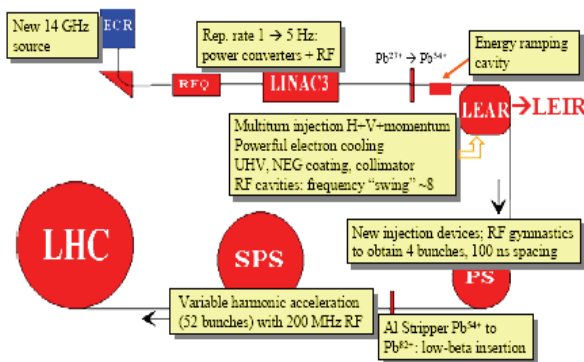 New 14 GHz
source
ECR
Rep. rate 1 → 5 Hz:
power converters + RF
Energy ramping
cavity
RFQ
LINAC3
Pb27+ → Pb54+
LEAR
→LEIR
Multiturn injection H+V+momentum
Powerful electron cooling
UHV, NEG coating, collimator
RF cavities: frequency “swing” ~8
New injection devices; RF gymnastics
to obtain 4 bunches, 100 ns spacing
LHC
SPS
PS
Variable harmonic acceleration
(52 bunches) with 200 MHz RF
Al Stripper Pb54+ to
Pb82+: low-beta insertion